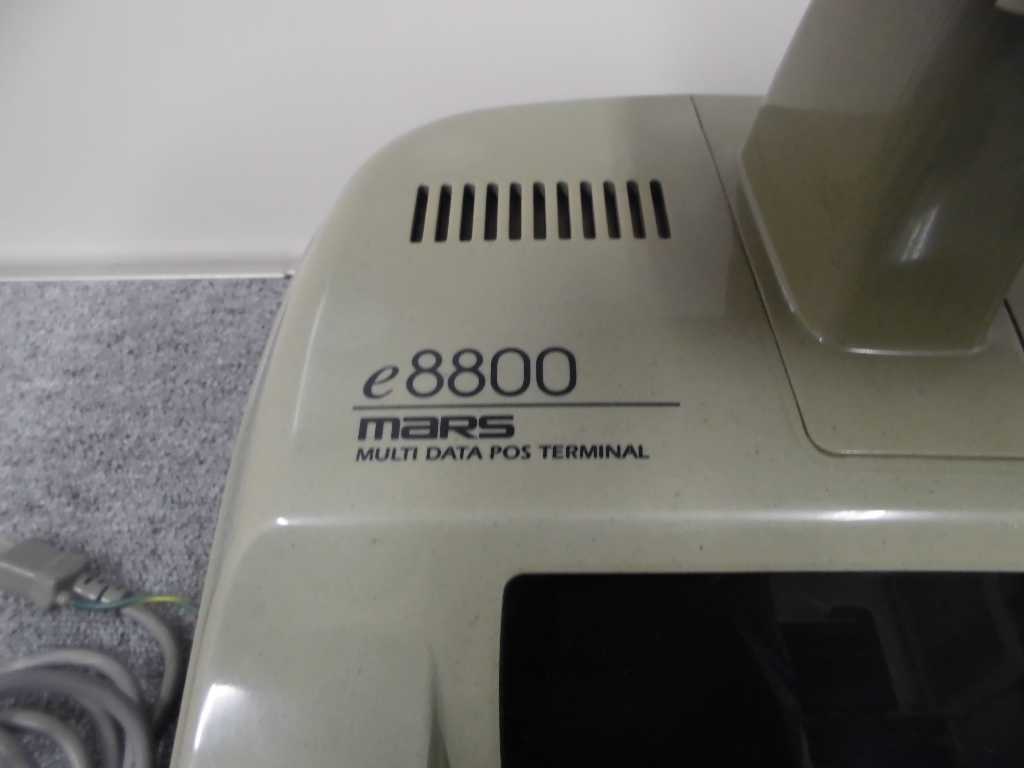 e8800
maRS
MULTI DATA POS TERMINAL